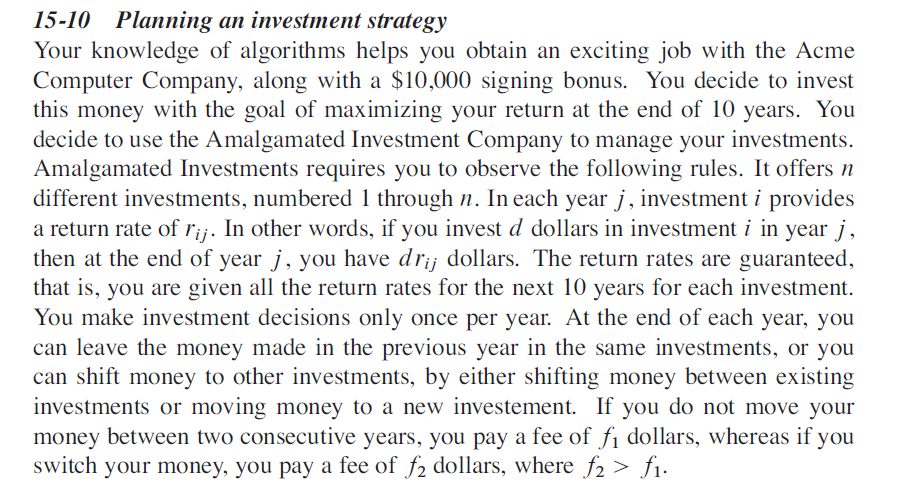 15-10 Planning an investment strategy
Your knowledge of algorithms helps you obtain an exciting job with the Acme
Computer Company, along with a $10,000 signing bonus. You decide to invest
this money with the goal of maximizing your return at the end of 10 years. You
decide to use the Amalgamated Investment Company to manage your investments.
Amalgamated Investments requires you to observe the following rules. It offers n
different investments, numbered 1 through n. In each year j, investment i provides
a return rate of r_{ij}. In other words, if you invest d dollars in investment i in year j,
then at the end of year j, you have dr_{ij} dollars. The return rates are guaranteed,
that is, you are given all the return rates for the next 10 years for each investment.
You make investment decisions only once per year. At the end of each year, you
can leave the money made in the previous year in the same investments, or you
can shift money to other investments, by either shifting money between existing
investments or moving money to a new investement. If you do not move your
money between two consecutive years, you pay a fee of f₁ dollars, whereas if you
switch your money, you pay a fee of f₂ dollars, where f₂ > f₁.